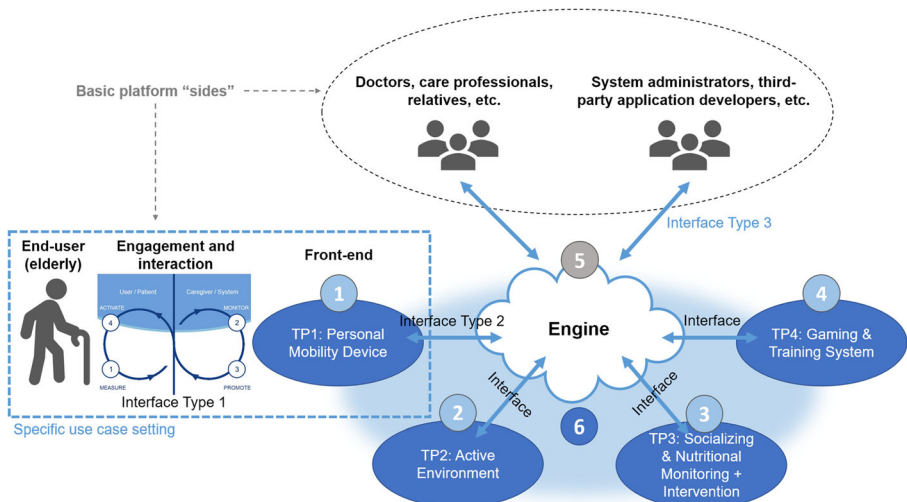 Doctors, care professionals,
relatives, etc.
System administrators, third-
party application developers, etc.
Basic platform “sides”
Interface Type 3
End-user
(elderly)
Engagement and
interaction
Front-end
User / Patient
Caregiver / System
ACTIVATE
MONITOR
4
2
1
3
MEASURE
PROMOTE
Interface Type 1
Specific use case setting
1
TP1: Personal
Mobility Device
Interface Type 2
5
Engine
Interface
4
TP4: Gaming &
Training System
Interface
Interface
2
TP2: Active
Environment
6
3
TP3: Socializing
& Nutritional
Monitoring +
Intervention